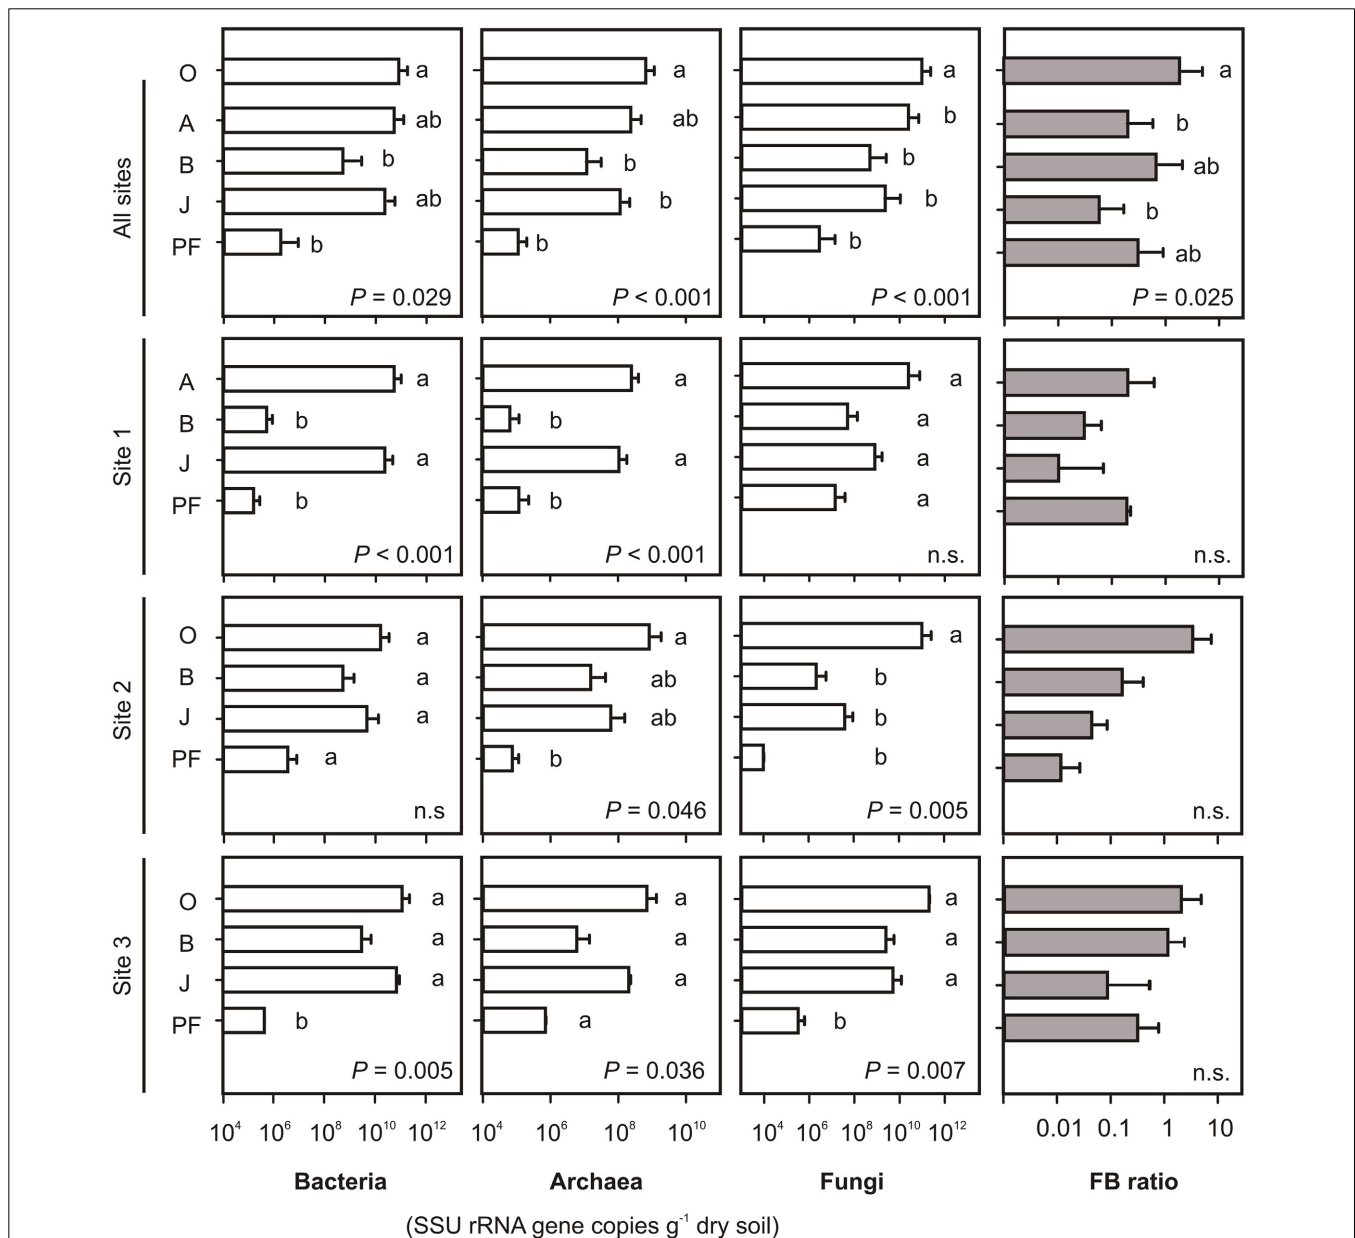 All sites
O a a a a
A ab ab b b
B b b b ab
J ab b b b
PF b b b ab
P = 0.029 P < 0.001 P < 0.001 P = 0.025
Site 1
A a a a
B b b a
J a a a
PF b b a
P < 0.001 P < 0.001 n.s. n.s.
Site 2
O a a a
B a ab b
J a ab b
PF a b b
n.s P = 0.046 P = 0.005 n.s.
Site 3
O a a a
B a a a
J a a a
PF b a b
P = 0.005 P = 0.036 P = 0.007 n.s.
10⁴ 10⁶ 10⁸ 10¹⁰ 10¹² 10⁶ 10⁸ 10¹⁰ 10⁴ 10⁶ 10⁸ 10¹⁰ 10¹² 0.01 0.1 1 10
Bacteria Archaea Fungi FB ratio
(SSU rRNA gene copies g⁻¹ dry soil)